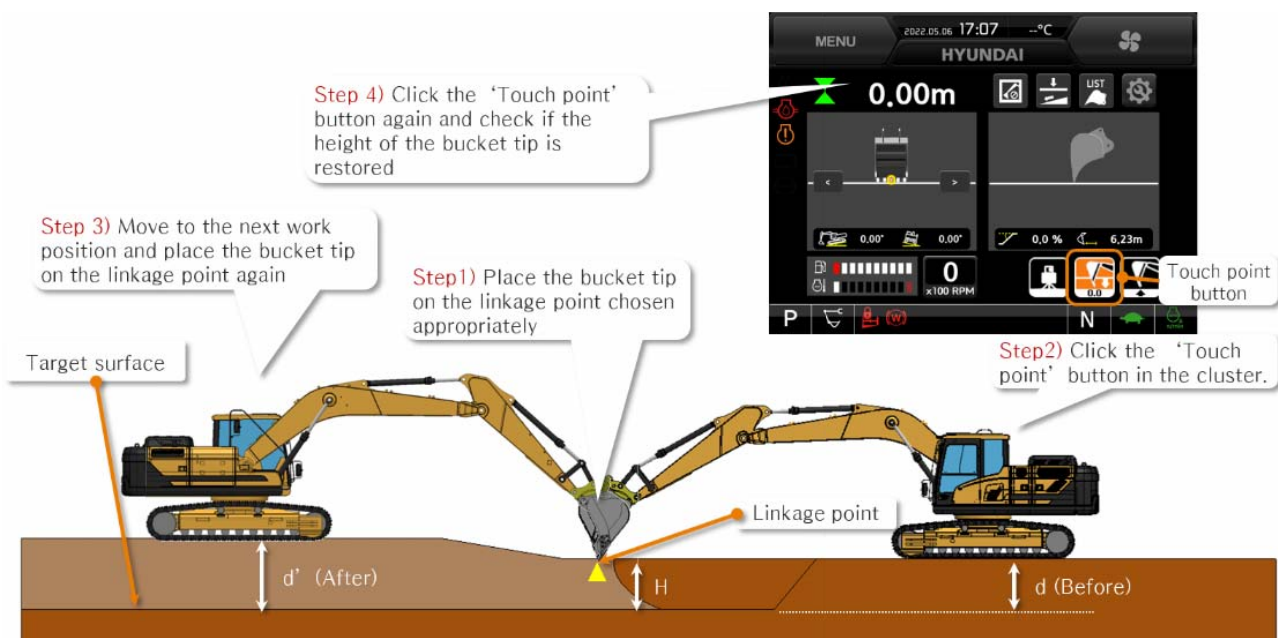 MENU
2022.05.06 17:07 --°C
HYUNDAI
0.00m
LIST
< >
0.00° 0.00°
0,0 % 6,23m
0
x100 RPM
0.0
P
N
Step 4) Click the ‘Touch point’
button again and check if the
height of the bucket tip is
restored
Step 3) Move to the next work
position and place the bucket tip
on the linkage point again
Step1) Place the bucket tip
on the linkage point chosen
appropriately
Touch point
button
Step2) Click the ‘Touch
point’ button in the cluster.
Target surface
Linkage point
d’ (After)
H
d (Before)